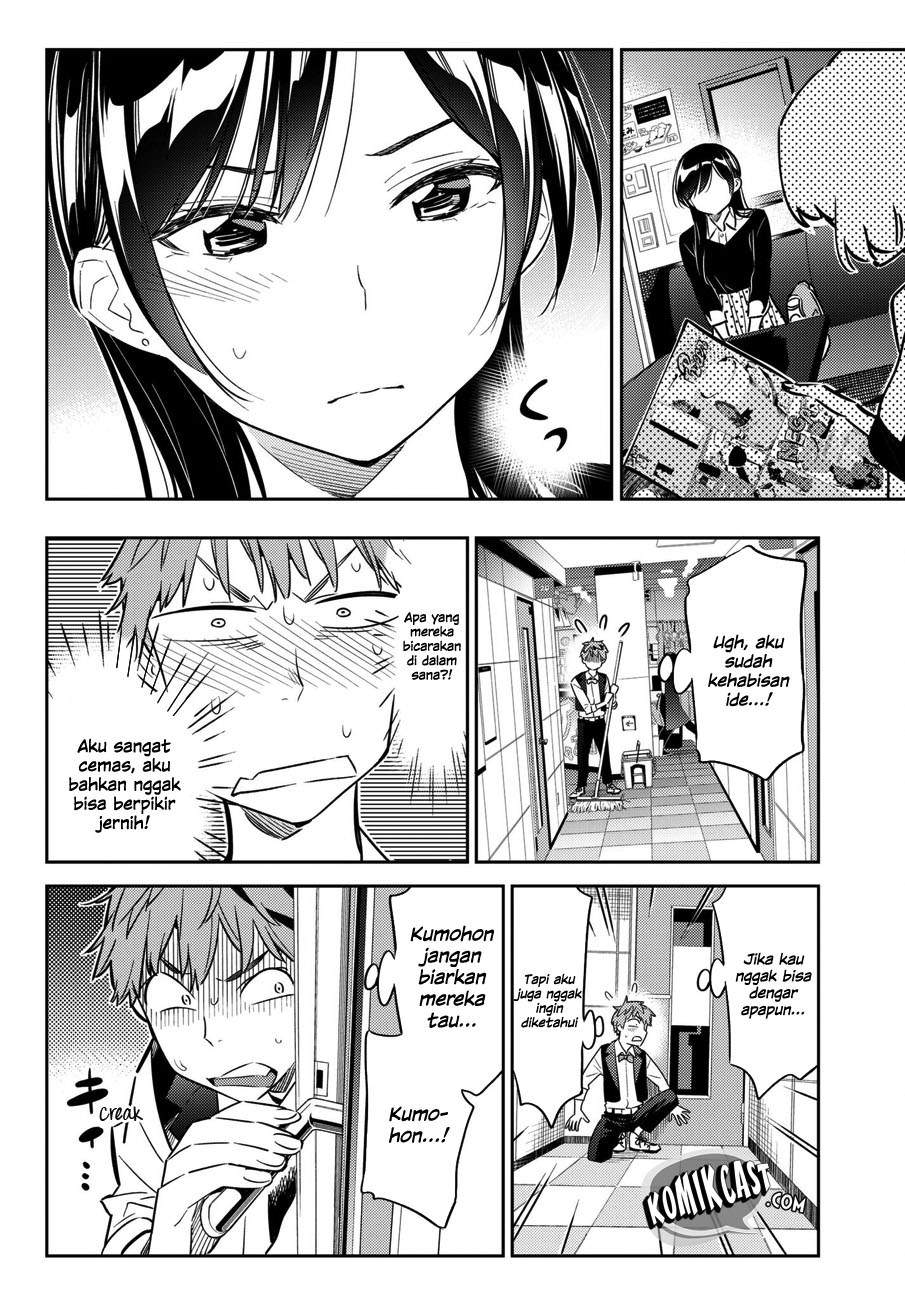 Ugh, aku
sudah
kehabisan
ide...!
Apa yang
mereka
bicarakan
di dalam
sana?!
Aku sangat
cemas, aku
bahkan nggak
bisa berpikir
jernih!
Jika kau
nggak bisa
dengar
apapun...
Tapi aku
juga nggak
ingin
diketahui
Kumohon
jangan
biarkan
mereka
tau...
Kumo-
hon...!
キィ...
creak
KOMIKCAST
.COM